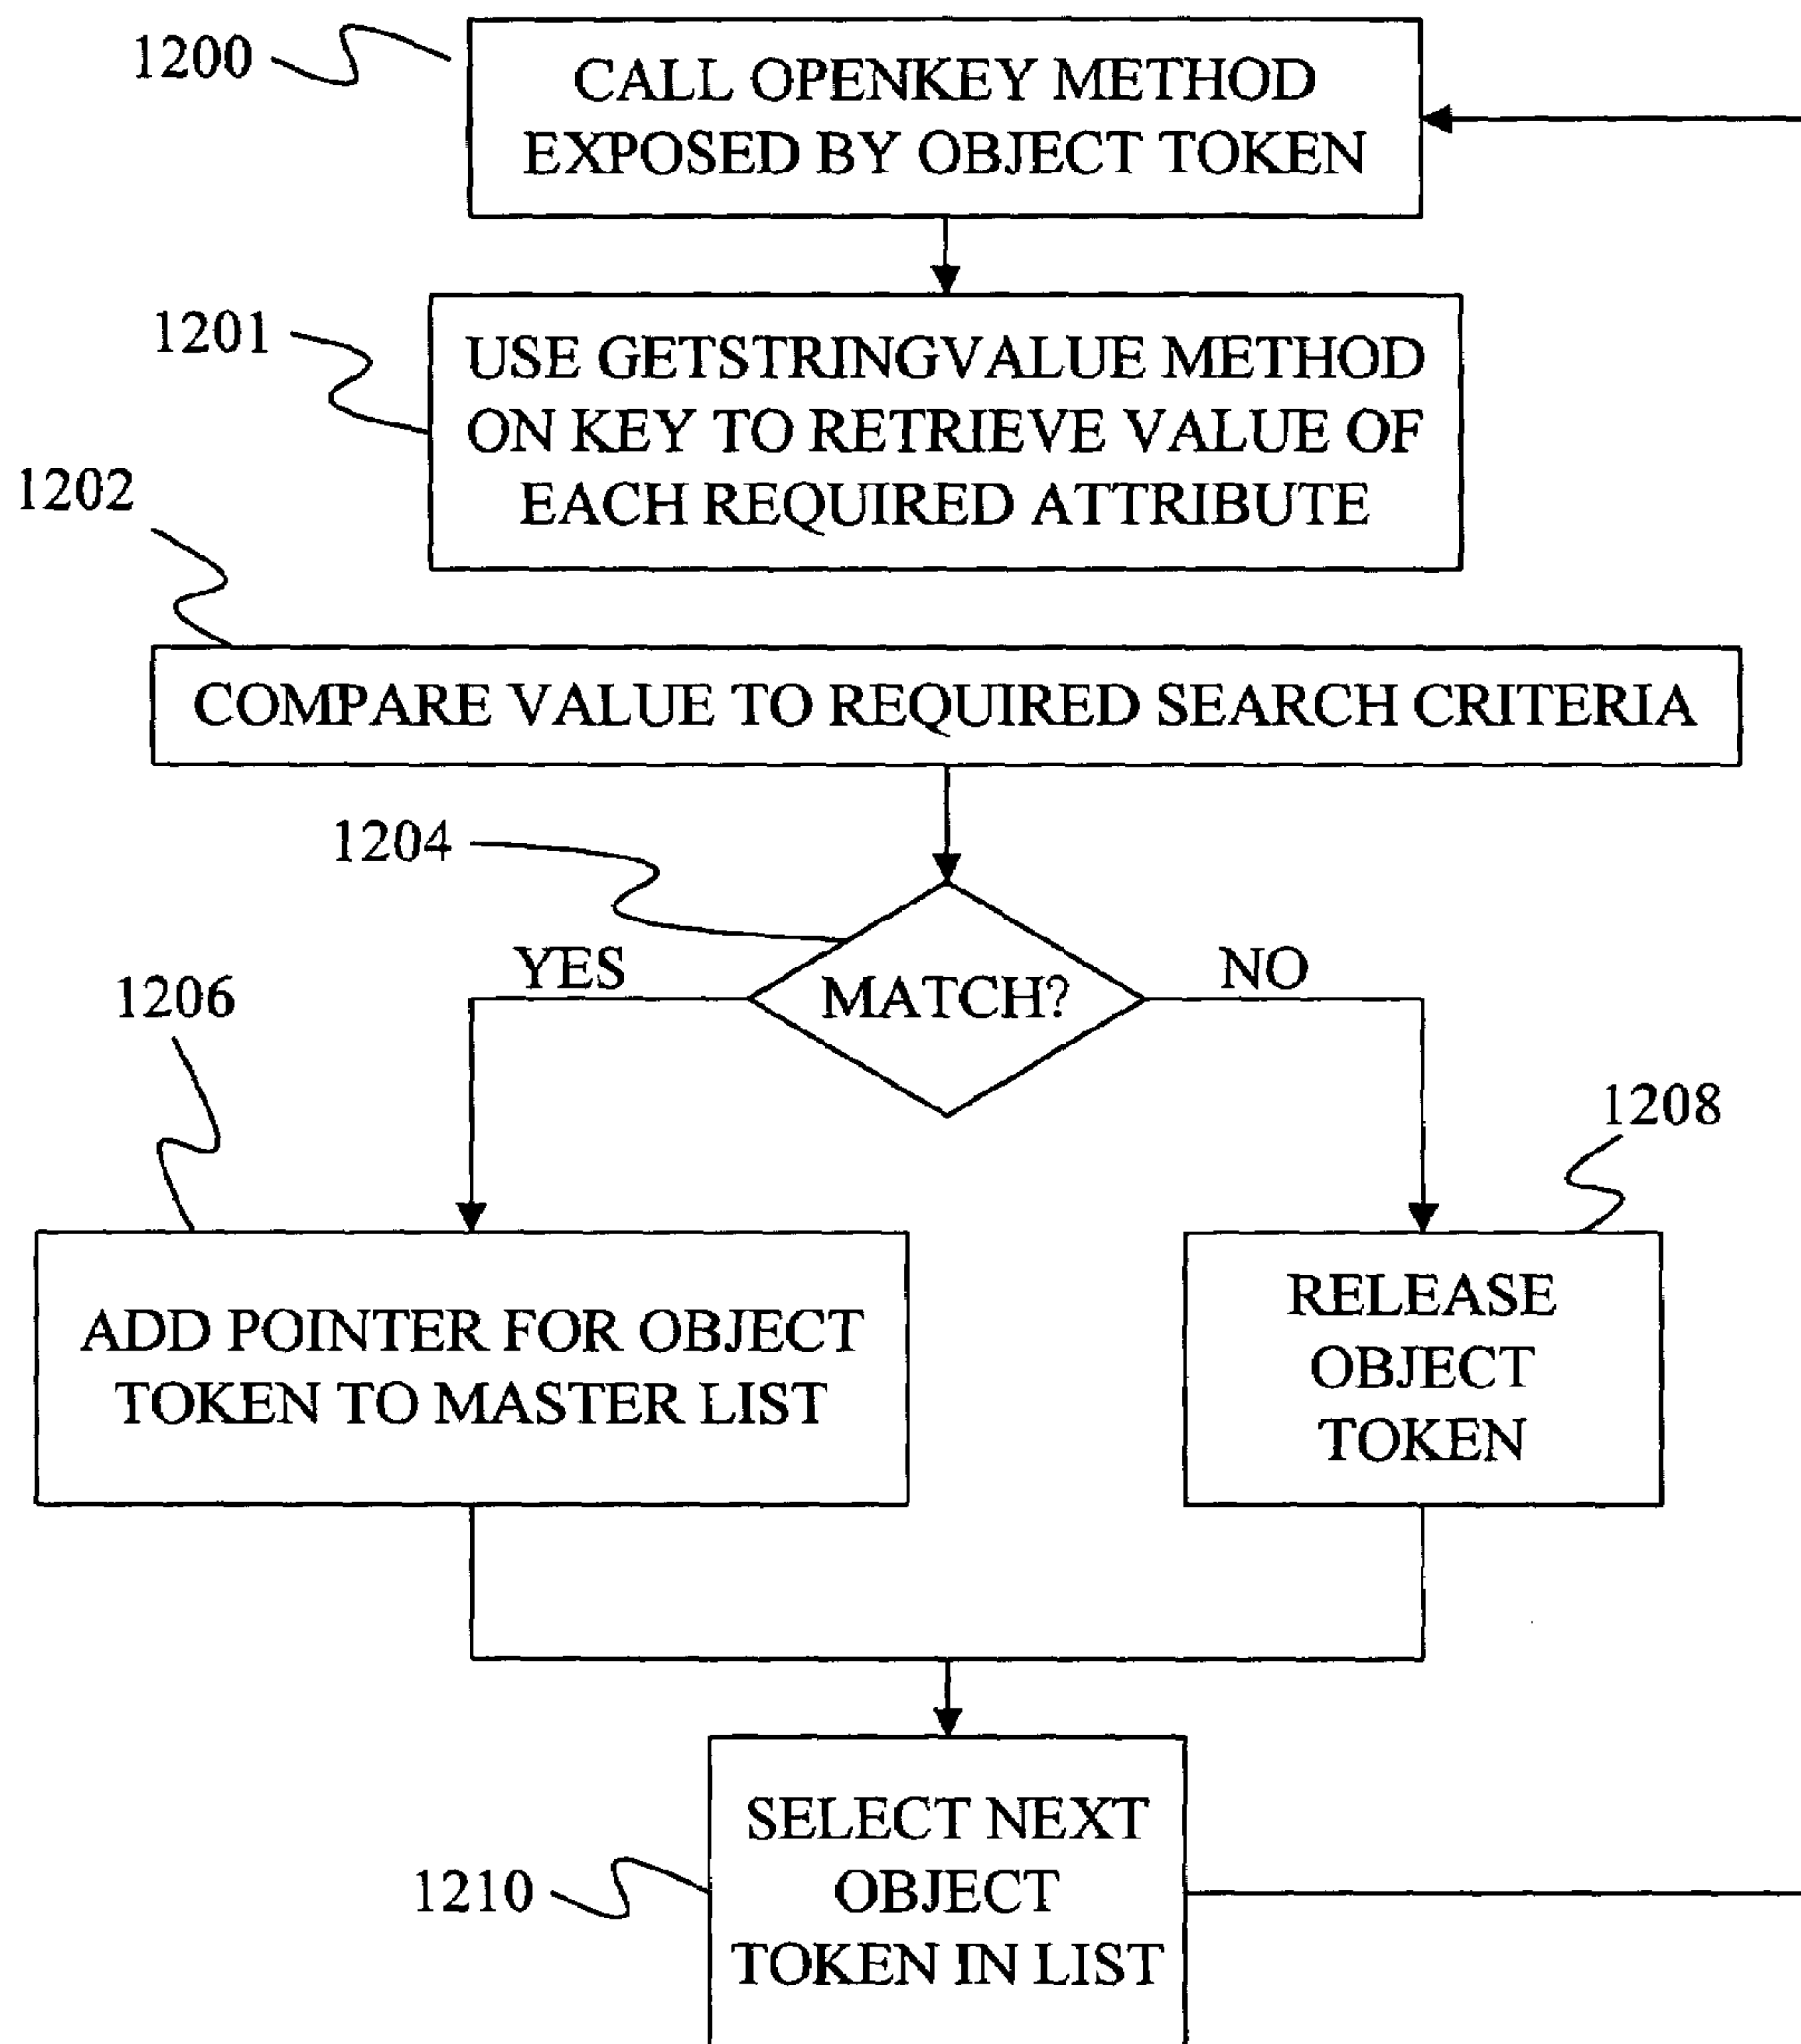 1200
CALL OPENKEY METHOD
EXPOSED BY OBJECT TOKEN
1201
USE GETSTRINGVALUE METHOD
ON KEY TO RETRIEVE VALUE OF
EACH REQUIRED ATTRIBUTE
1202
COMPARE VALUE TO REQUIRED SEARCH CRITERIA
1204
YES
MATCH?
NO
1206
1208
ADD POINTER FOR OBJECT
TOKEN TO MASTER LIST
RELEASE
OBJECT
TOKEN
1210
SELECT NEXT
OBJECT
TOKEN IN LIST